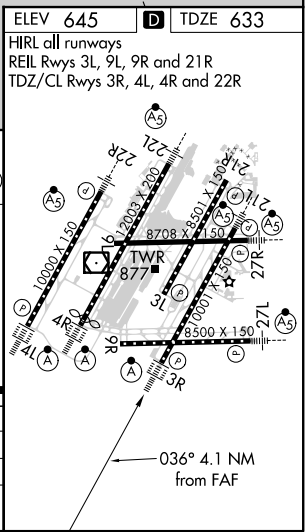 ELEV 645
D
TDZE 633
HIRL all runways
REIL Rwys 3L, 9L, 9R and 21R
TDZ/CL Rwys 3R, 4L, 4R and 22R
A5
22R
22L
21R
A5
P
8501 X 150
P
A5
21L
A5
12003 X 200
9L
8708 X 150
10000 X 150
TWR
877
27R
3L
P
10001 X 150
P
4R
27L
A5
4L
9R
8500 X 150
P
A
A
P
3R
A
036° 4.1 NM
from FAF